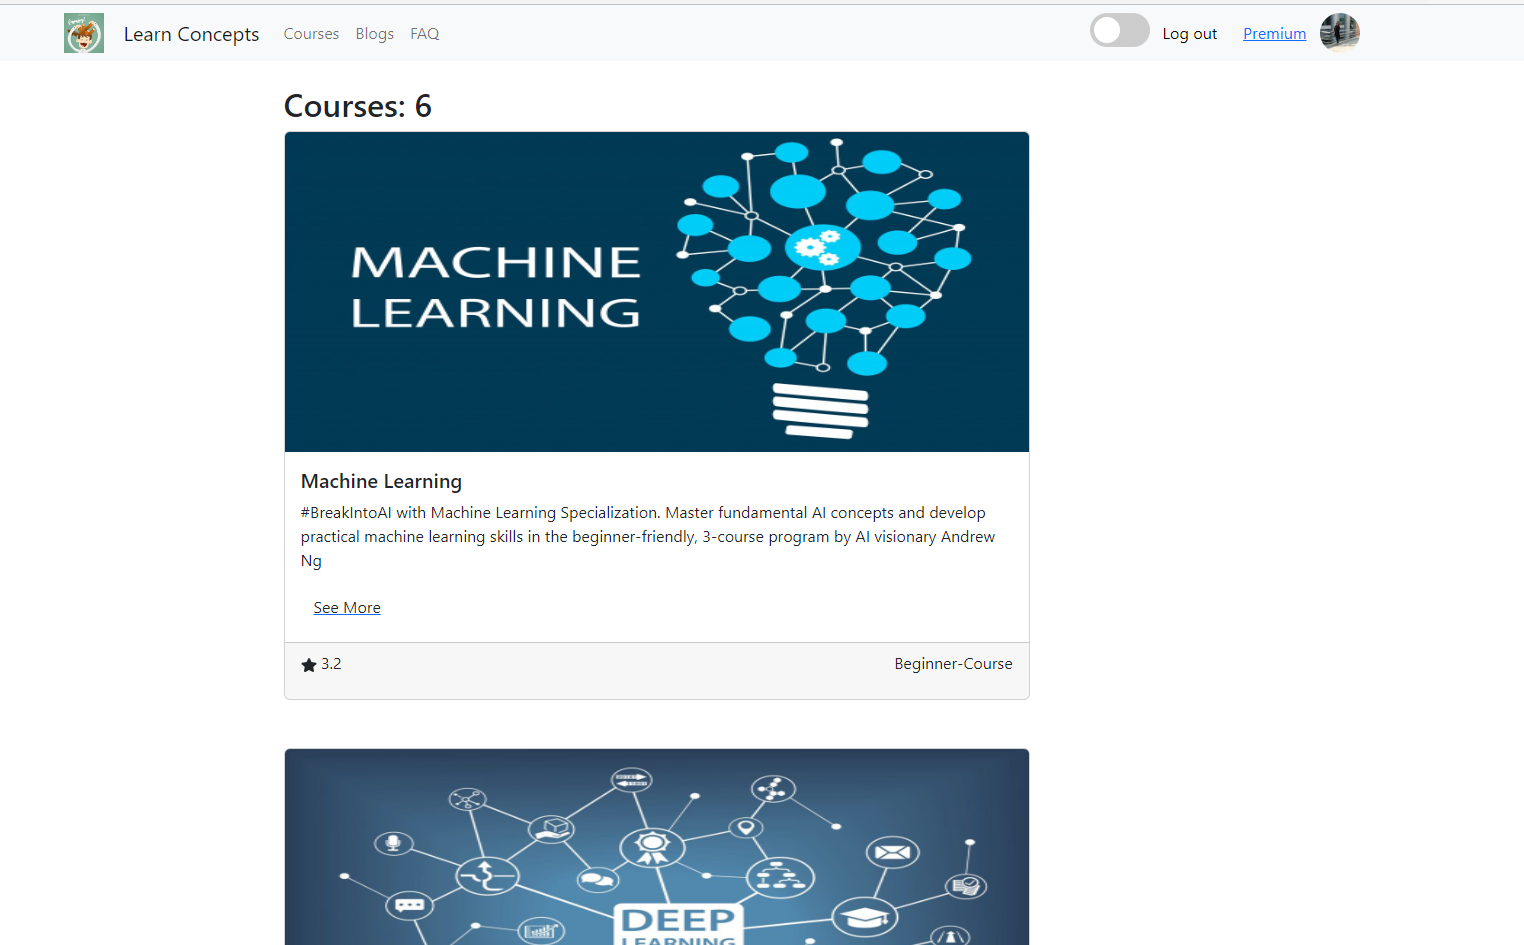 Learn Concepts Courses Blogs FAQ Log out Premium
Courses: 6
MACHINE
LEARNING
Machine Learning
#BreakIntoAI with Machine Learning Specialization. Master fundamental AI concepts and develop
practical machine learning skills in the beginner-friendly, 3-course program by AI visionary Andrew
Ng
See More
3.2 Beginner-Course
DEEP
LEARNING